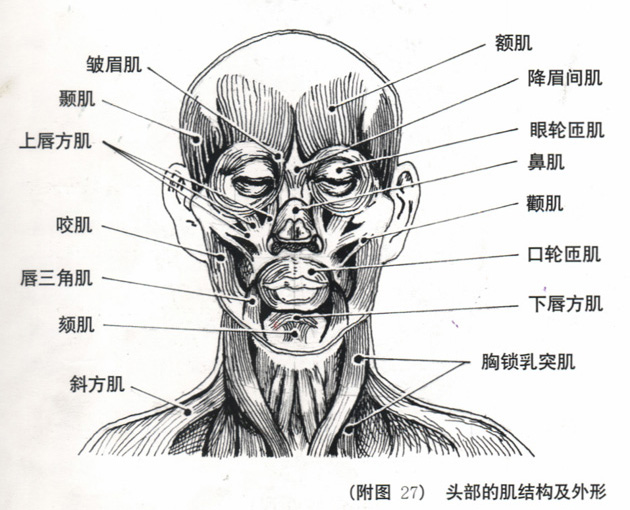 皱眉肌
颞肌
上唇方肌
咬肌
唇三角肌
颏肌
斜方肌
额肌
降眉间肌
眼轮匝肌
鼻肌
颧肌
口轮匝肌
下唇方肌
胸锁乳突肌
(附图 27) 头部的肌结构及外形